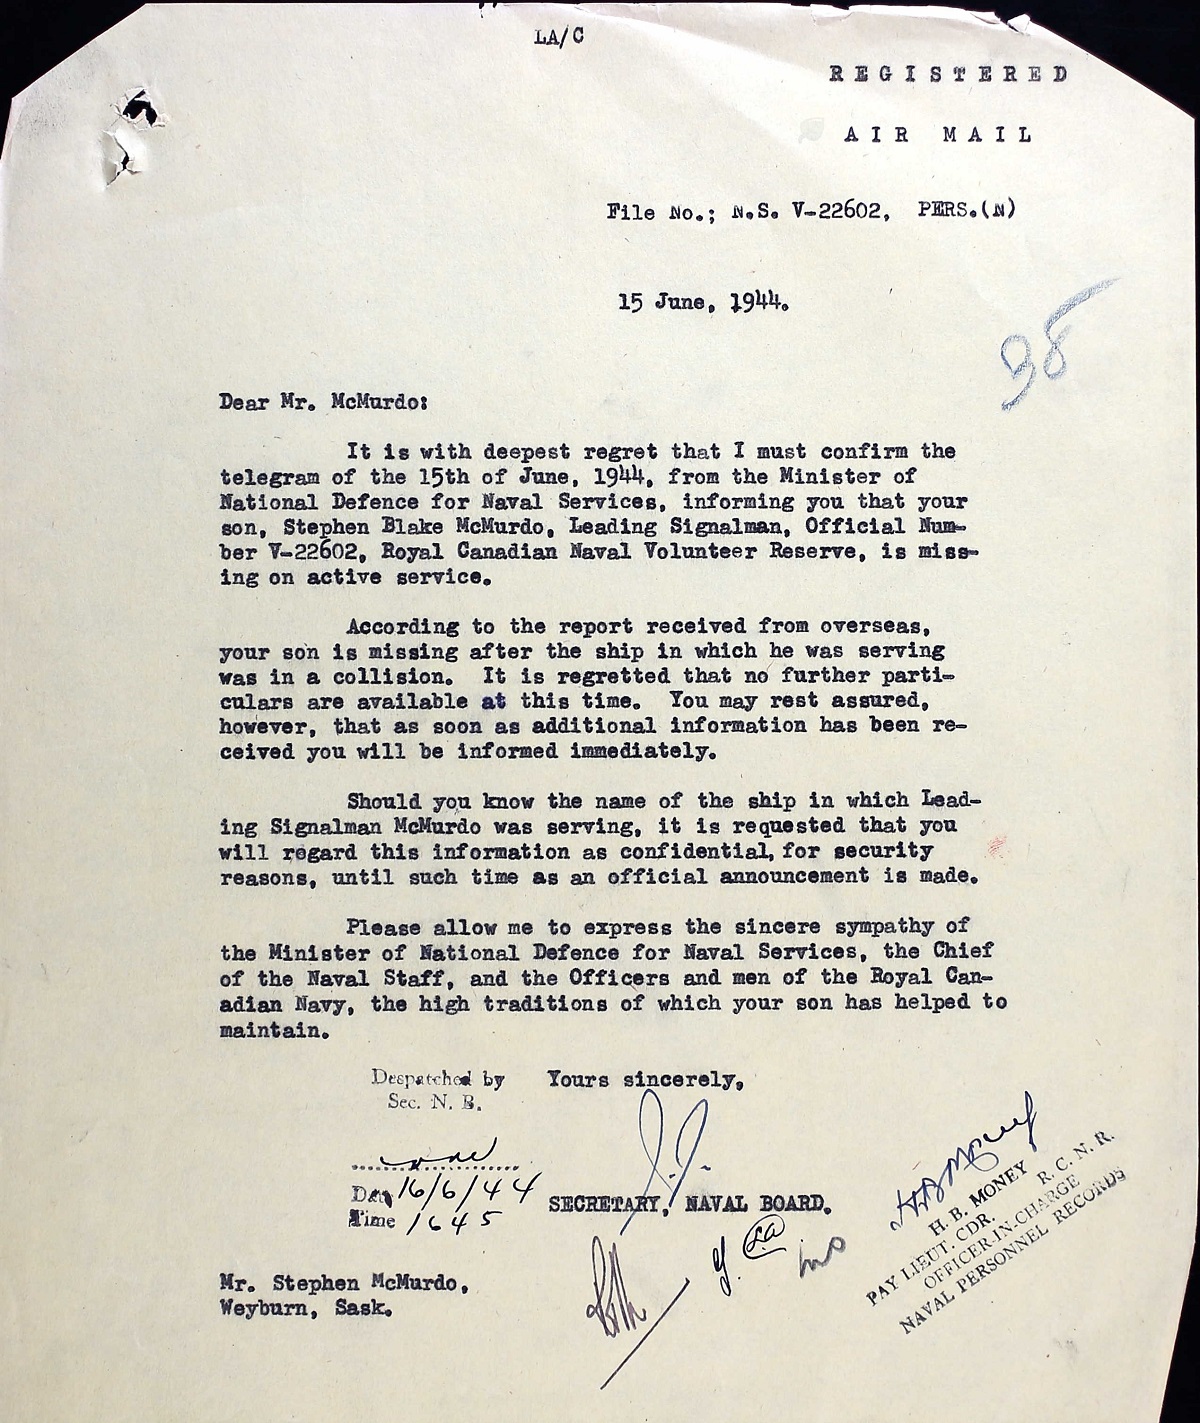 LA/C
REGISTERED
AIR MAIL
File No.; N.S. V-22602, PERS.(N)
15 June, 1944.
98
Dear Mr. McMurdo:
It is with deepest regret that I must confirm the
telegram of the 15th of June, 1944, from the Minister of
National Defence for Naval Services, informing you that your
son, Stephen Blake McMurdo, Leading Signalman, Official Num-
ber V-22602, Royal Canadian Naval Volunteer Reserve, is miss-
ing on active service.
According to the report received from overseas,
your son is missing after the ship in which he was serving
was in a collision. It is regretted that no further parti-
culars are available at this time. You may rest assured,
however, that as soon as additional information has been re-
ceived you will be informed immediately.
Should you know the name of the ship in which Lead-
ing Signalman McMurdo was serving, it is requested that you
will regard this information as confidential, for security
reasons, until such time as an official announcement is made.
Please allow me to express the sincere sympathy of
the Minister of National Defence for Naval Services, the Chief
of the Naval Staff, and the Officers and men of the Royal Can-
adian Navy, the high traditions of which your son has helped to
maintain.
Despatched by
Sec. N. B.
Yours sincerely,
Date 16/6/44
Time 1645
SECRETARY, NAVAL BOARD.
LA
HB Money
H. B. MONEY
PAY LIEUT. CDR. R. C. N. R.
OFFICER-IN-CHARGE
NAVAL PERSONNEL RECORDS
Mr. Stephen McMurdo,
Weyburn, Sask.